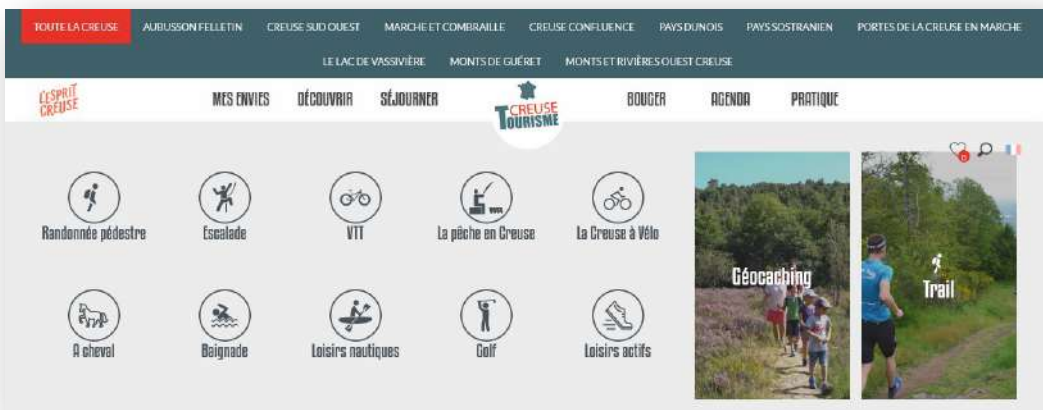 TOUTE LA CREUSE AUBUSSON FELLETIN CREUSE SUD OUEST MARCHE ET COMBRAILLE CREUSE CONFLUENCE PAYS DUNOIS PAYS SOSTRANIEN PORTES DE LA CREUSE EN MARCHE
LE LAC DE VASSIVIÈRE MONTS DE GUÉRET MONTS ET RIVIÈRES OUEST CREUSE
L'ESPRIT
CREUSE
MES ENVIES DÉCOUVRIR SÉJOURNER
CREUSE
TOURISME
BOUGER AGENDA PRATIQUE
0
Randonnée pédestre Escalade VTT La pêche en Creuse La Creuse à Vélo
Géocaching Trail
A cheval Baignade Loisirs nautiques Golf Loisirs actifs